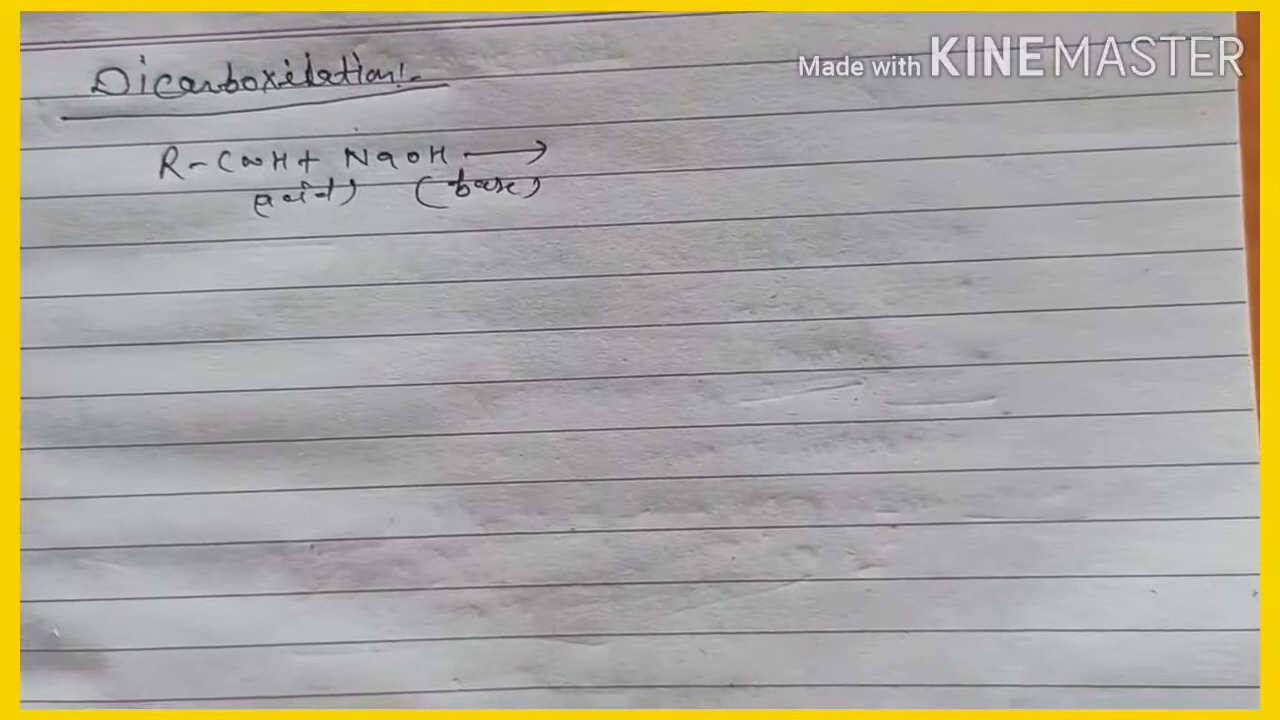 Made with KINEMASTER
Dicarboxilation:-
R-COOH + NaOH ⟶
(acid) (base)